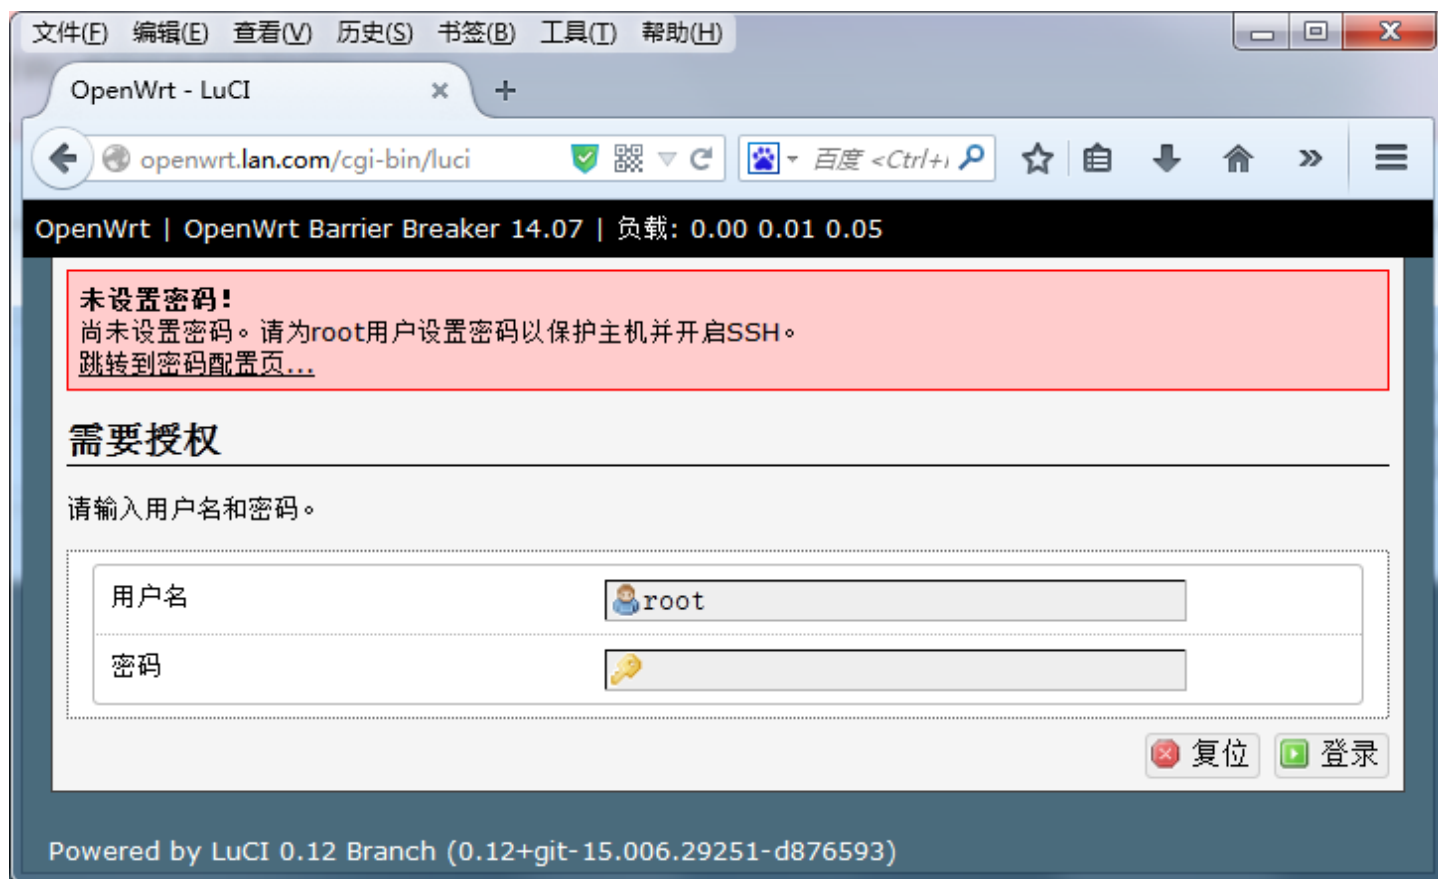 文件(F) 编辑(E) 查看(V) 历史(S) 书签(B) 工具(T) 帮助(H)
OpenWrt - LuCI
openwrt.lan.com/cgi-bin/luci 百度 <Ctrl+
OpenWrt | OpenWrt Barrier Breaker 14.07 | 负载: 0.00 0.01 0.05
未设置密码!
尚未设置密码。请为root用户设置密码以保护主机并开启SSH。
跳转到密码配置页...
需要授权
请输入用户名和密码。
用户名 root
密码
复位 登录
Powered by LuCI 0.12 Branch (0.12+git-15.006.29251-d876593)